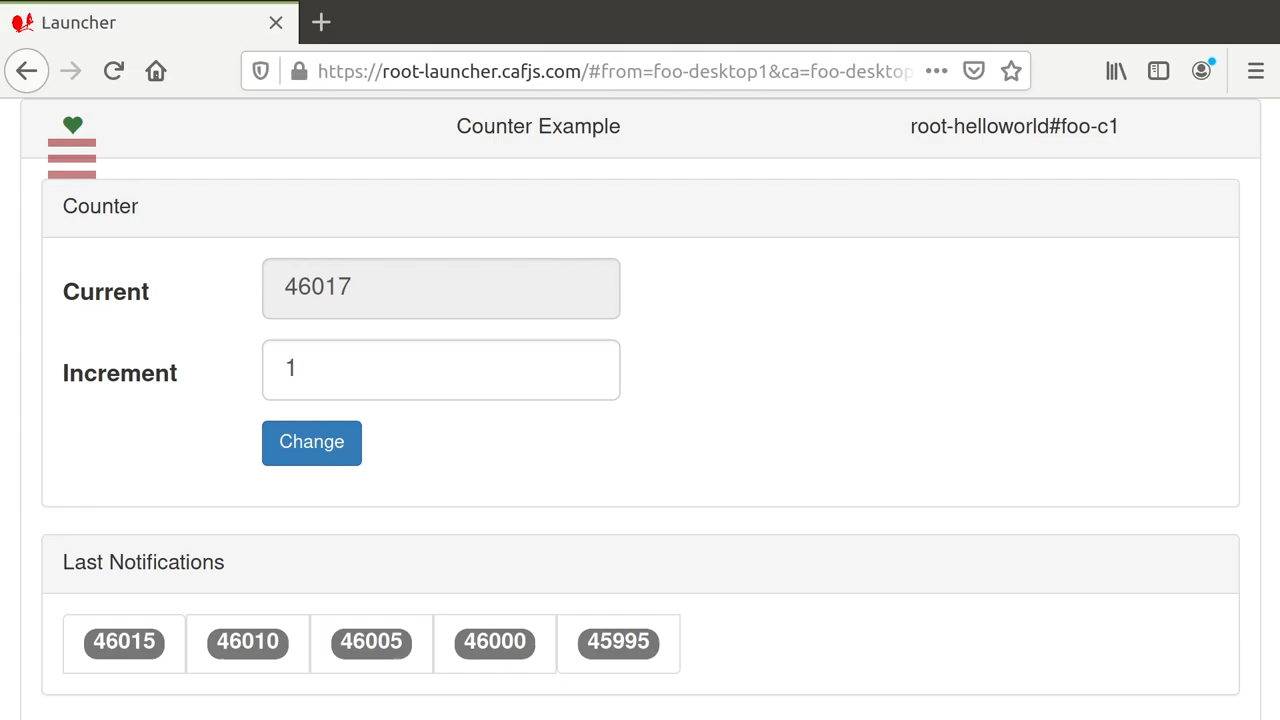 Launcher
https://root-launcher.cafjs.com/#from=foo-desktop1&ca=foo-desktop
Counter Example
root-helloworld#foo-c1
Counter
Current
46017
Increment
1
Change
Last Notifications
46015 46010 46005 46000 45995